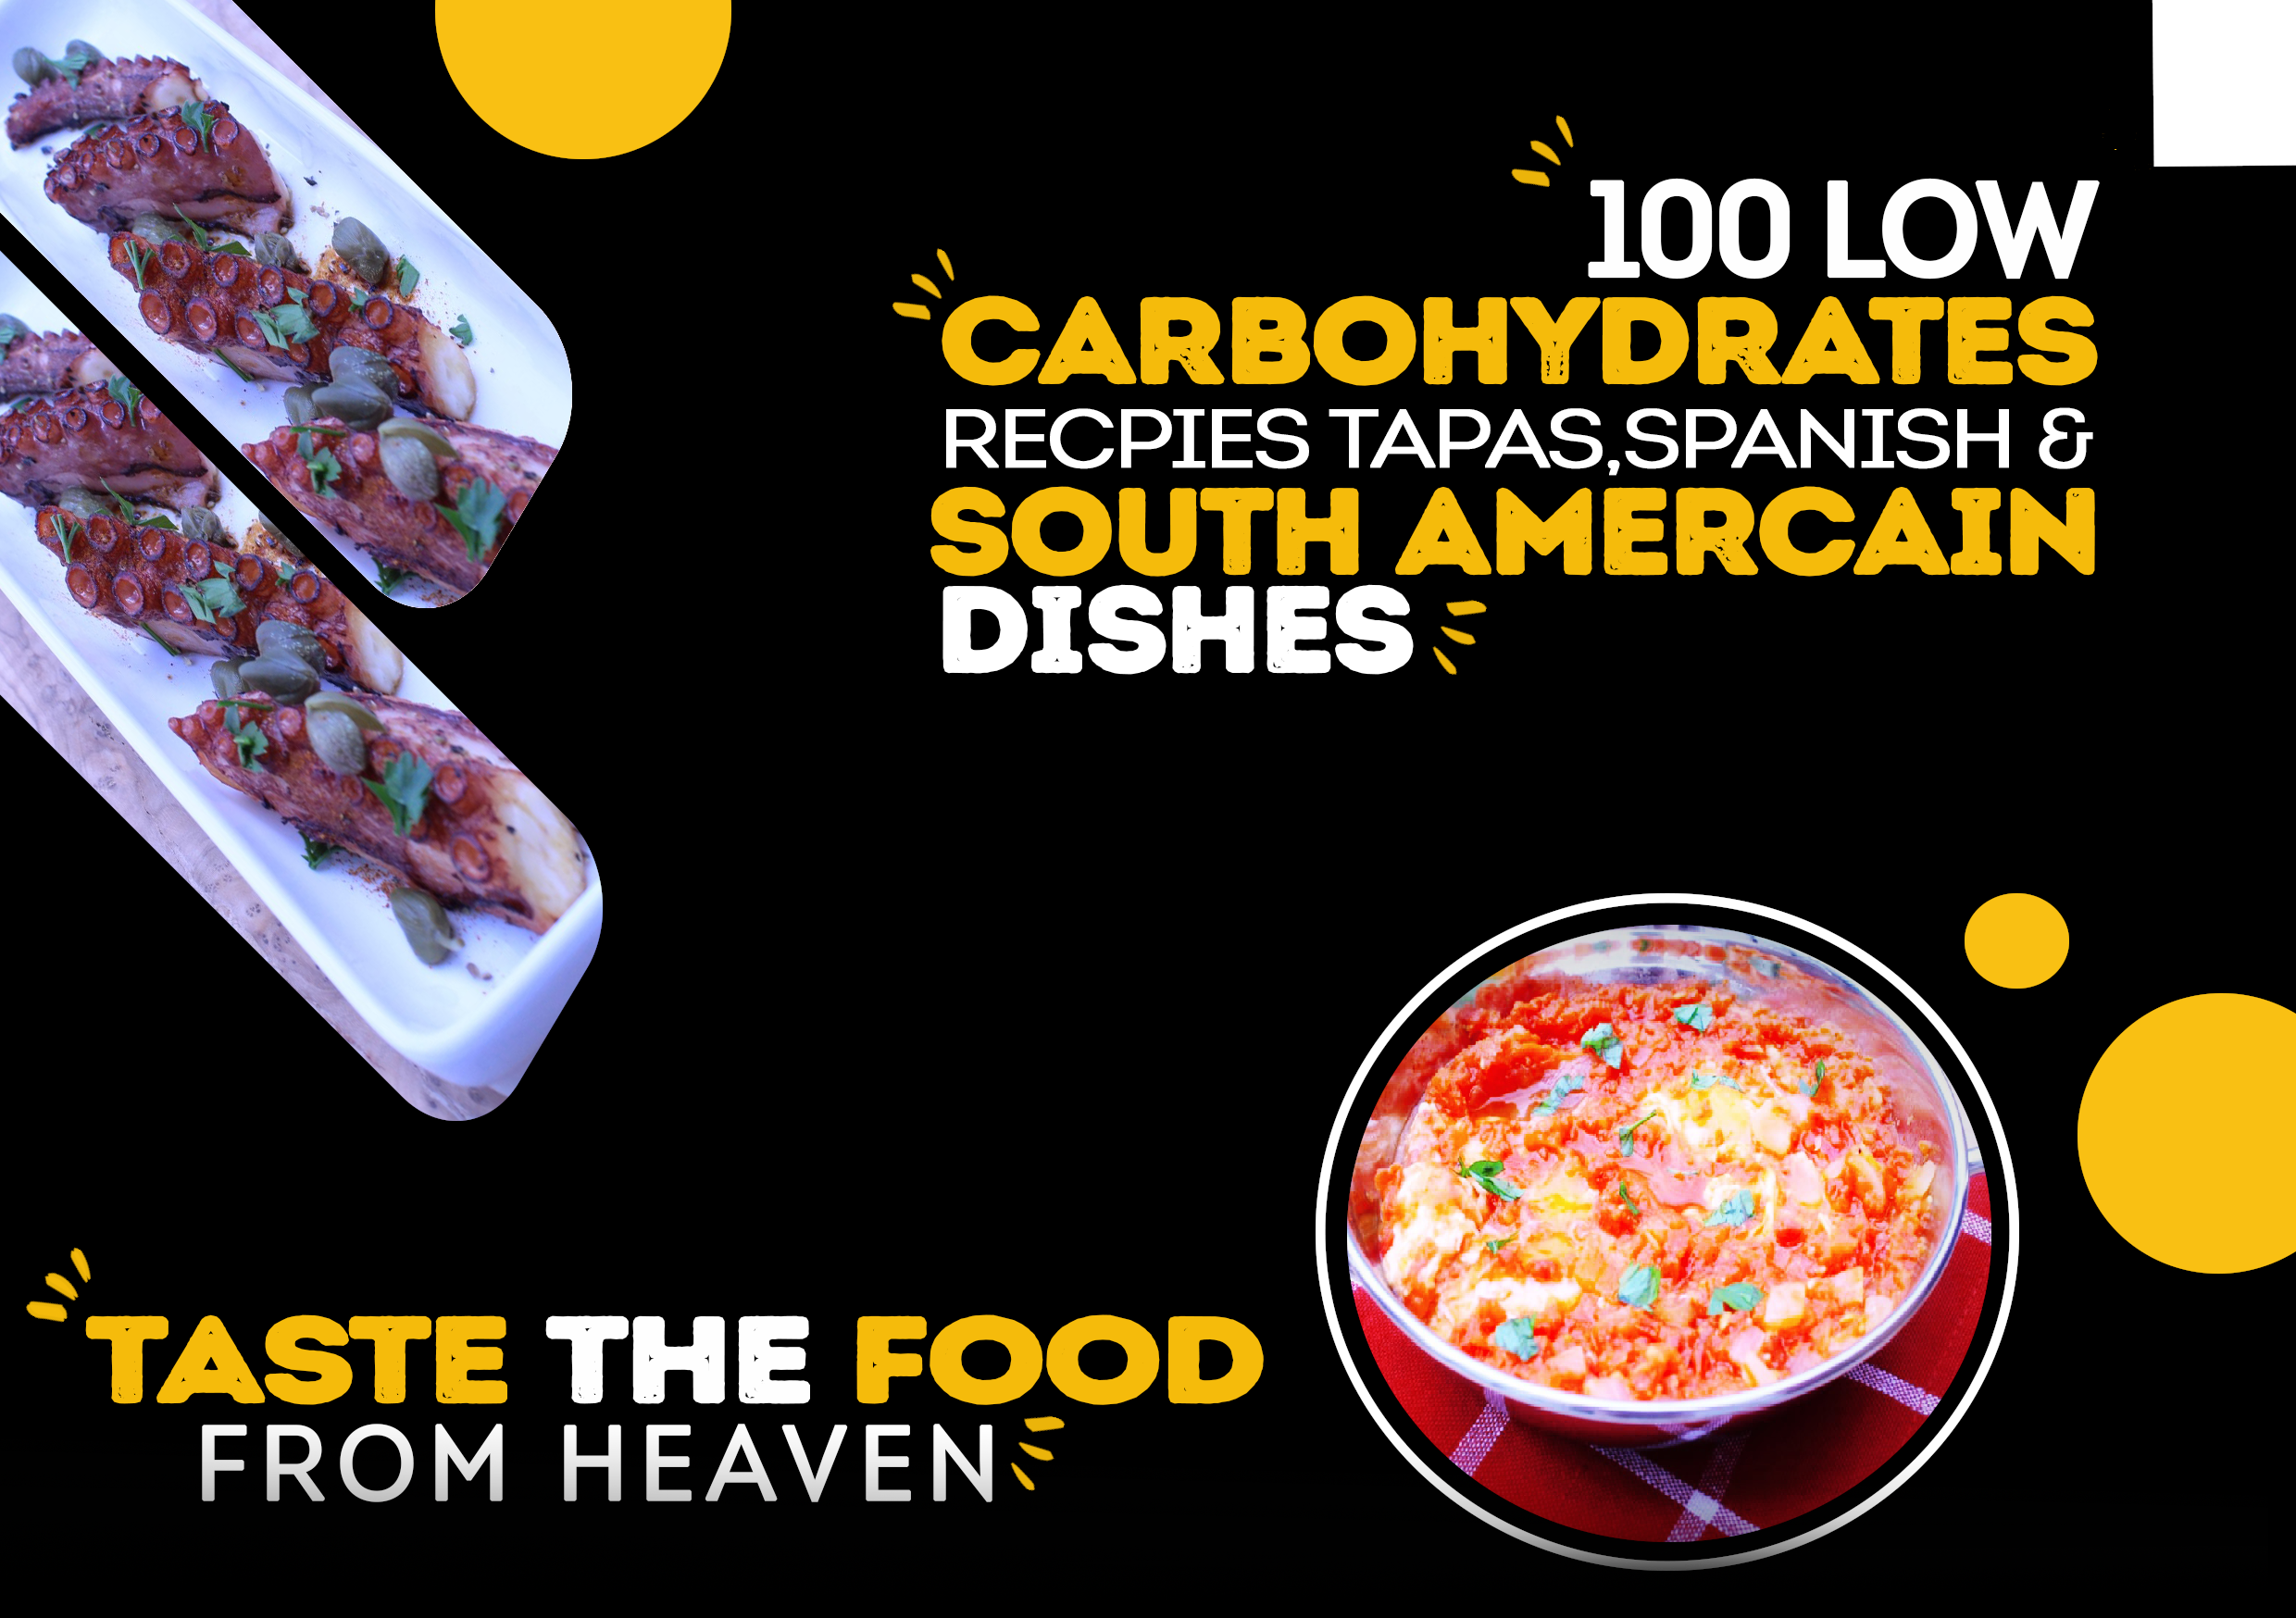 100 LOW
CARBOHYDRATES
RECPIES TAPAS,SPANISH &
SOUTH AMERCAIN
DISHES
TASTE THE FOOD
FROM HEAVEN